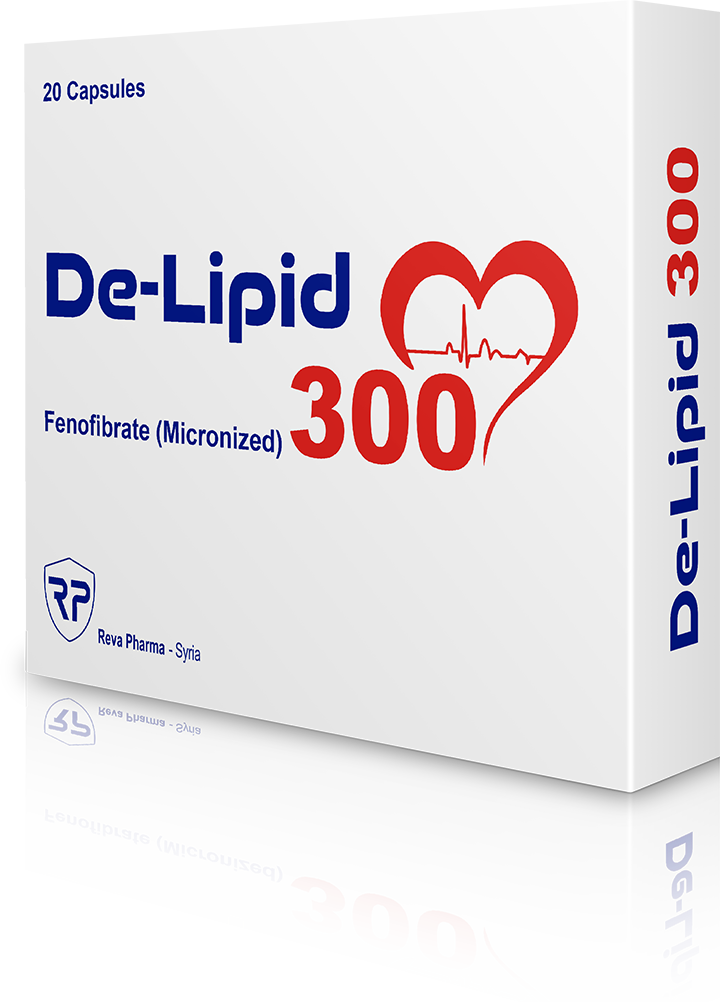 20 Capsules
De-Lipid
300
Fenofibrate (Micronized)
RP
Reva Pharma - Syria
De-Lipid 300